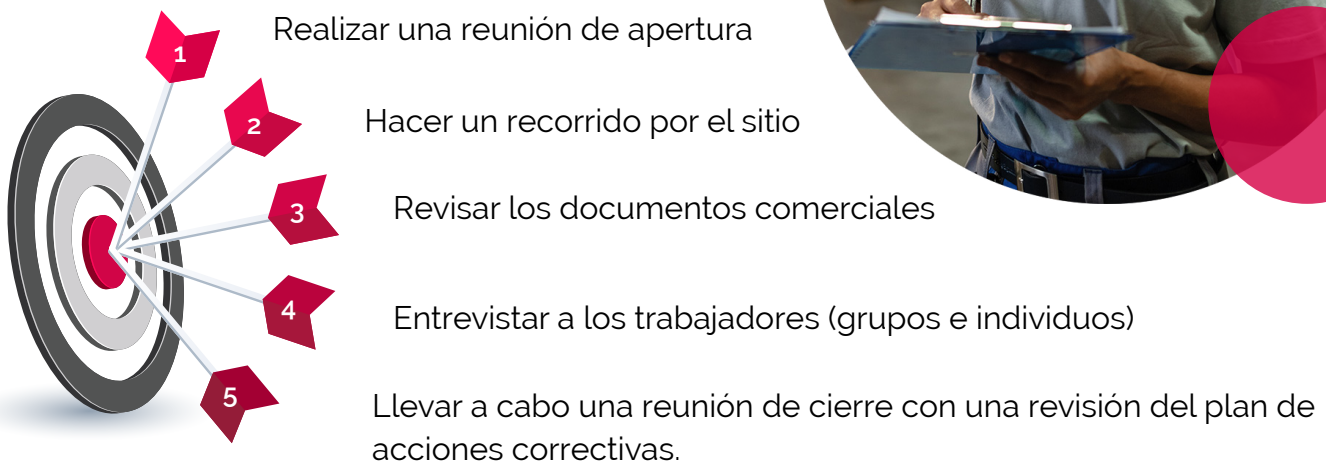 1
Realizar una reunión de apertura
2
Hacer un recorrido por el sitio
3
Revisar los documentos comerciales
4
Entrevistar a los trabajadores (grupos e individuos)
5
Llevar a cabo una reunión de cierre con una revisión del plan de
acciones correctivas.